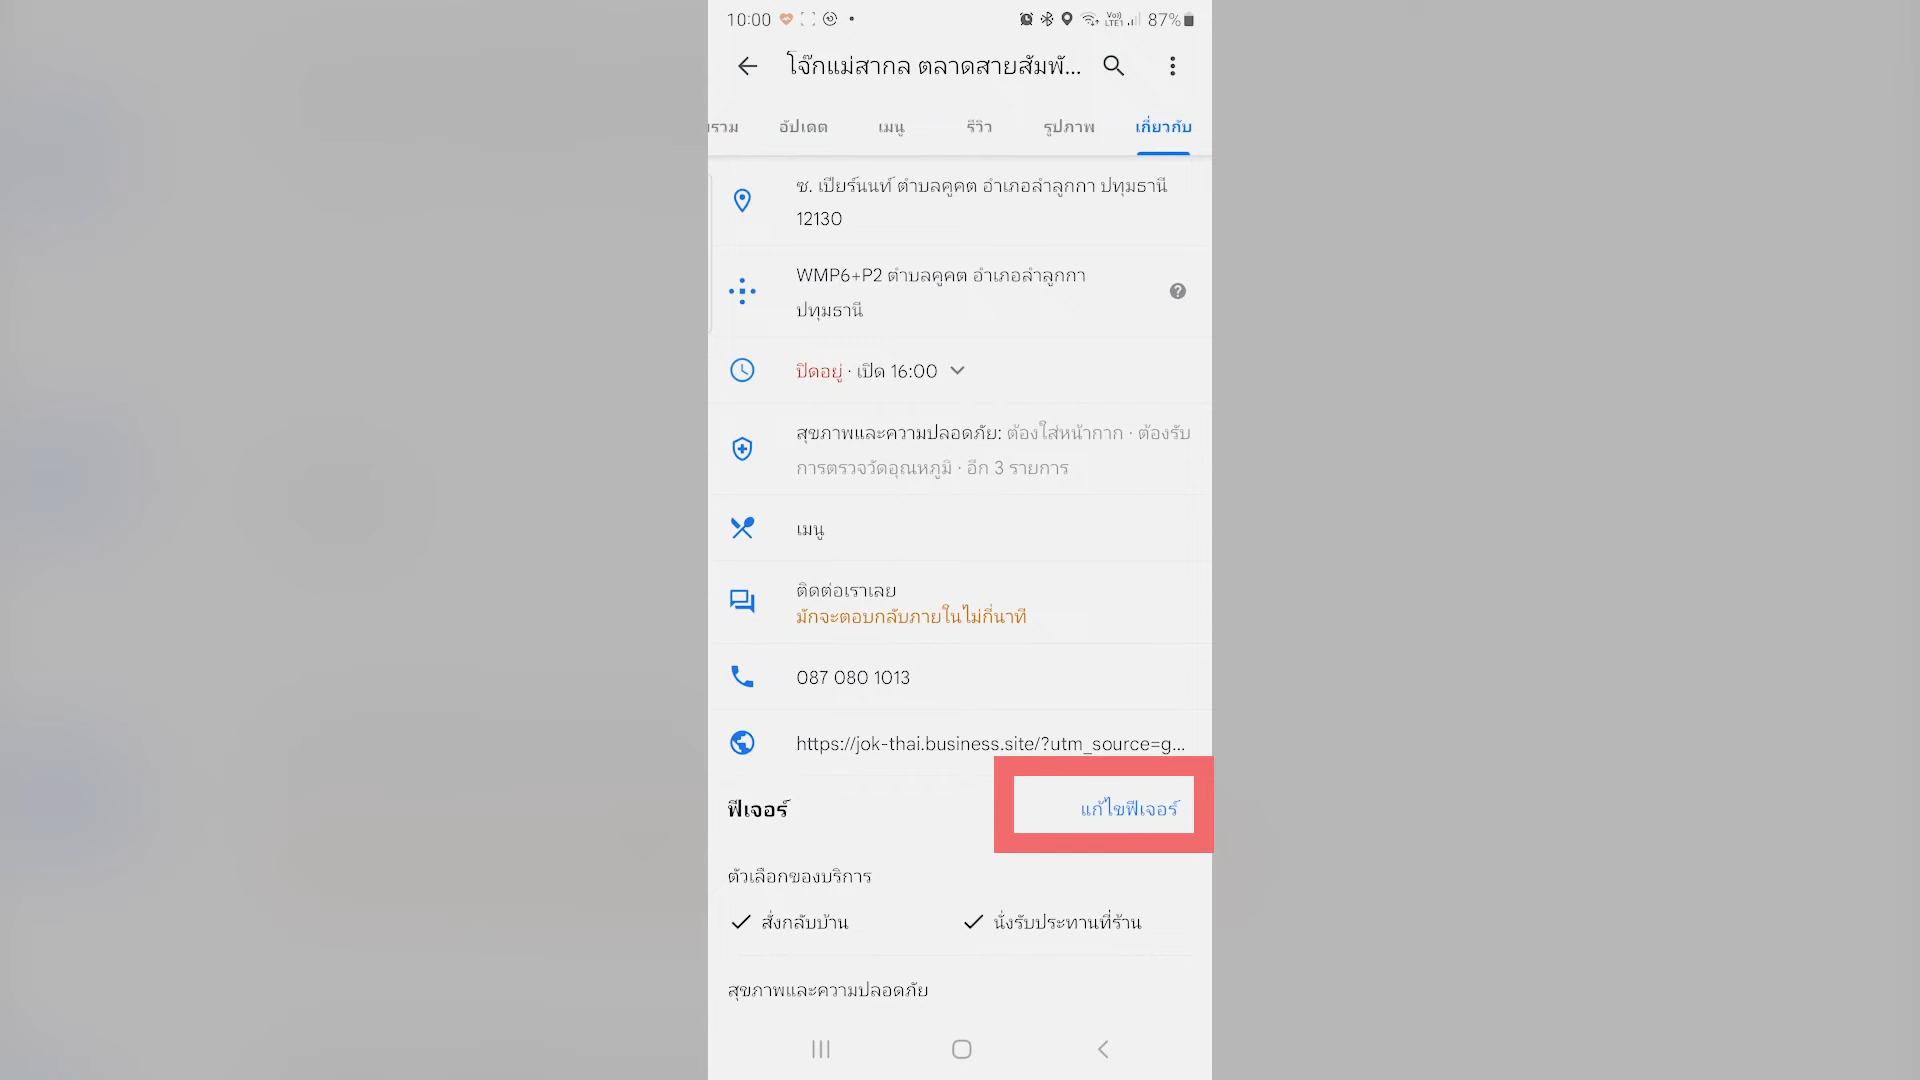 10:00 87%
โจ๊กแม่สากล ตลาดสายสัมพั...
อัปเดต เมนู รีวิว รูปภาพ เกี่ยวกับ
ซ. เปียร์นนท์ ตำบลคูคต อำเภอลำลูกกา ปทุมธานี
12130
WMP6+P2 ตำบลคูคต อำเภอลำลูกกา
ปทุมธานี
ปิดอยู่ · เปิด 16:00
สุขภาพและความปลอดภัย: ต้องใส่หน้ากาก · ต้องรับ
การตรวจวัดอุณหภูมิ · อีก 3 รายการ
เมนู
ติดต่อเราเลย
มักจะตอบกลับภายในไม่กี่นาที
087 080 1013
https://jok-thai.business.site/?utm_source=g...
ฟีเจอร์ แก้ไขฟีเจอร์
ตัวเลือกของบริการ
สั่งกลับบ้าน นั่งรับประทานที่ร้าน
สุขภาพและความปลอดภัย